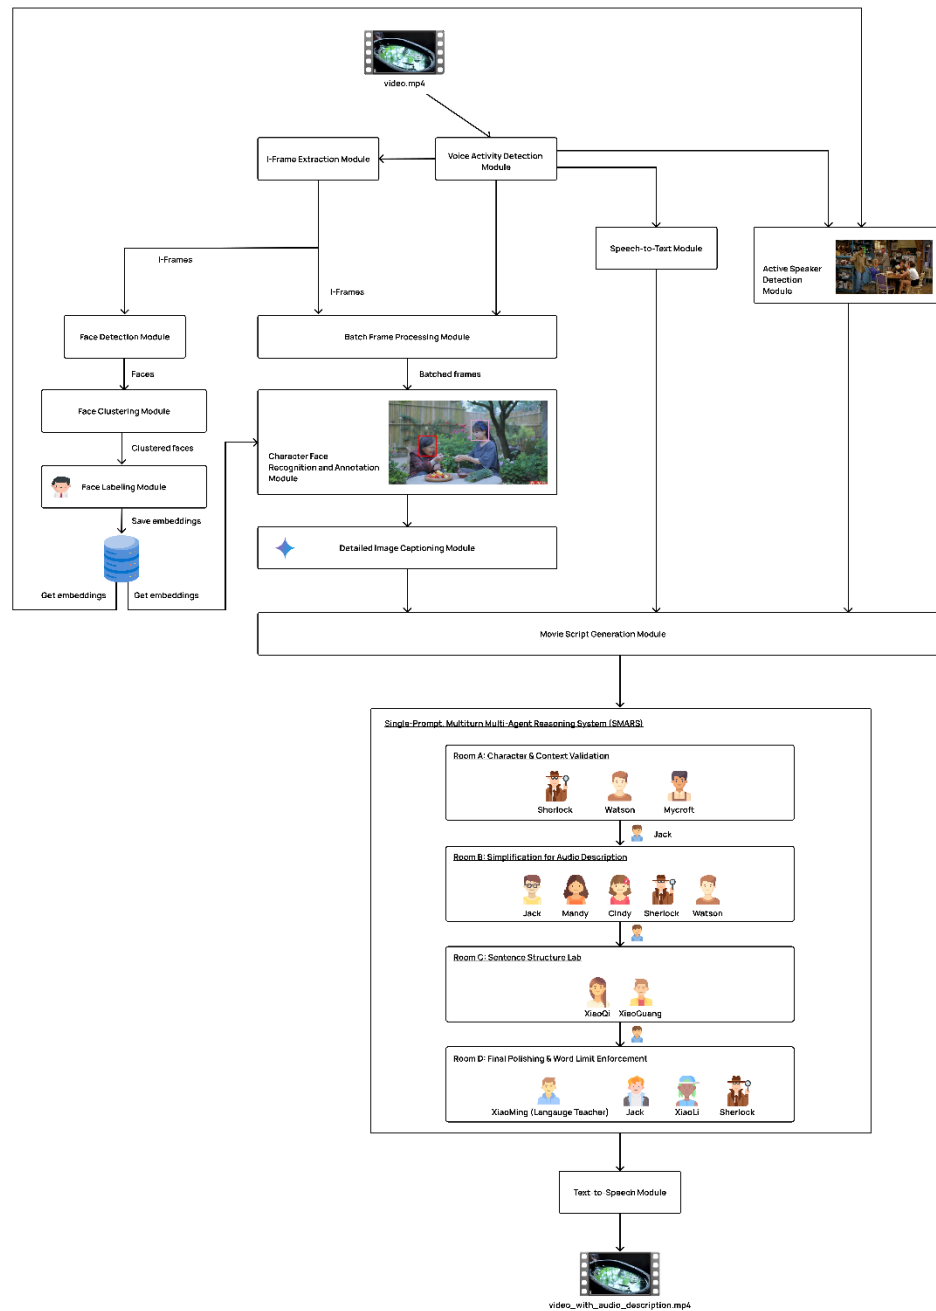 video.mp4
I-Frame Extraction Module
Voice Activity Detection
Module
Speech-to-Text Module
Active Speaker
Detection
Module
I-Frames
I-Frames
Face Detection Module
Batch Frame Processing Module
Faces
Batched frames
Face Clustering Module
Clustered faces
Character Face
Recognition and Annotation
Module
Face Labeling Module
Save embeddings
Detailed Image Captioning Module
Get embeddings
Get embeddings
Movie Script Generation Module
Single-Prompt, Multiturn Multi-Agent Reasoning System (SMARS)
Room A: Character & Context Validation
Sherlock Watson Mycroft
Jack
Room B: Simplification for Audio Description
Jack Mandy Cindy Sherlock Watson
Room C: Sentence Structure Lab
XiaoQi XiaoGuang
Room D: Final Polishing & Word Limit Enforcement
XiaoMing (Langauge Teacher) Jack XiaoLi Sherlock
Text-to-Speech Module
video_with_audio_description.mp4